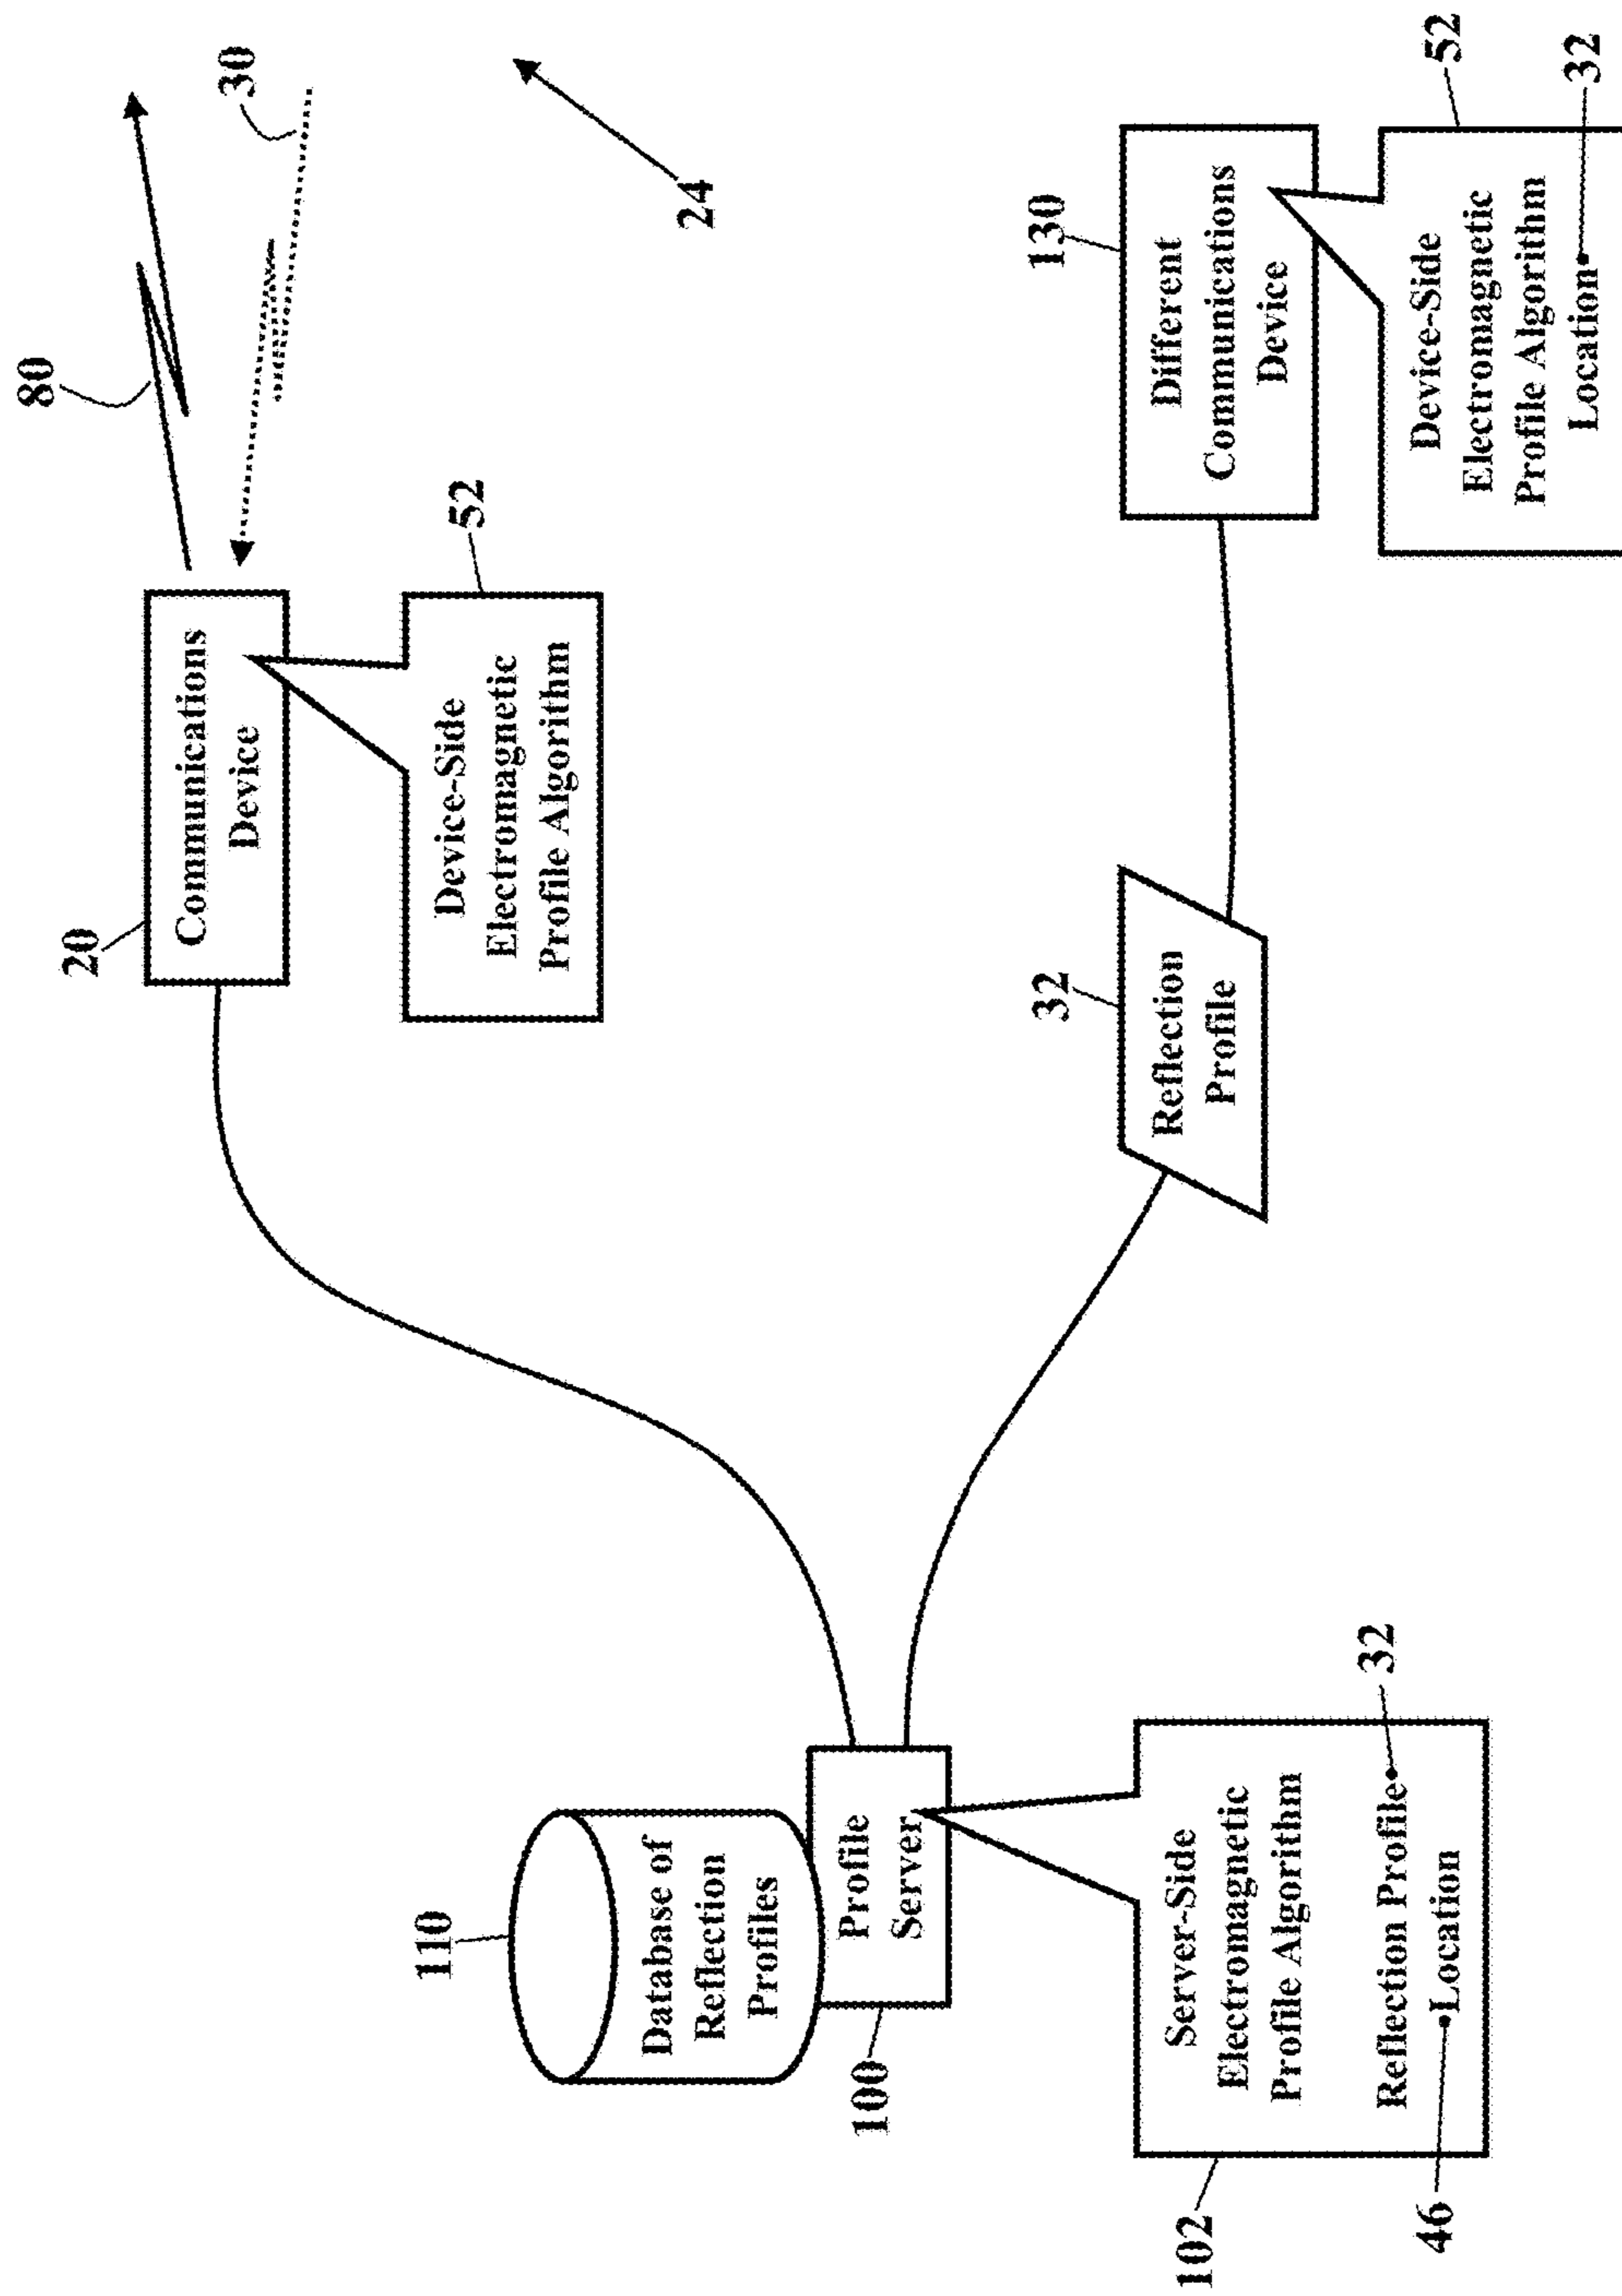 80
30
20
Communications
Device
52
Device-Side
Electromagnetic
Profile Algorithm
24
110
Database of
Reflection
Profiles
Profile
Server
100
32
Reflection
Profile
130
Different
Communications
Device
52
Device-Side
Electromagnetic
Profile Algorithm
Location
32
102
Server-Side
Electromagnetic
Profile Algorithm
Reflection Profile
32
46
Location